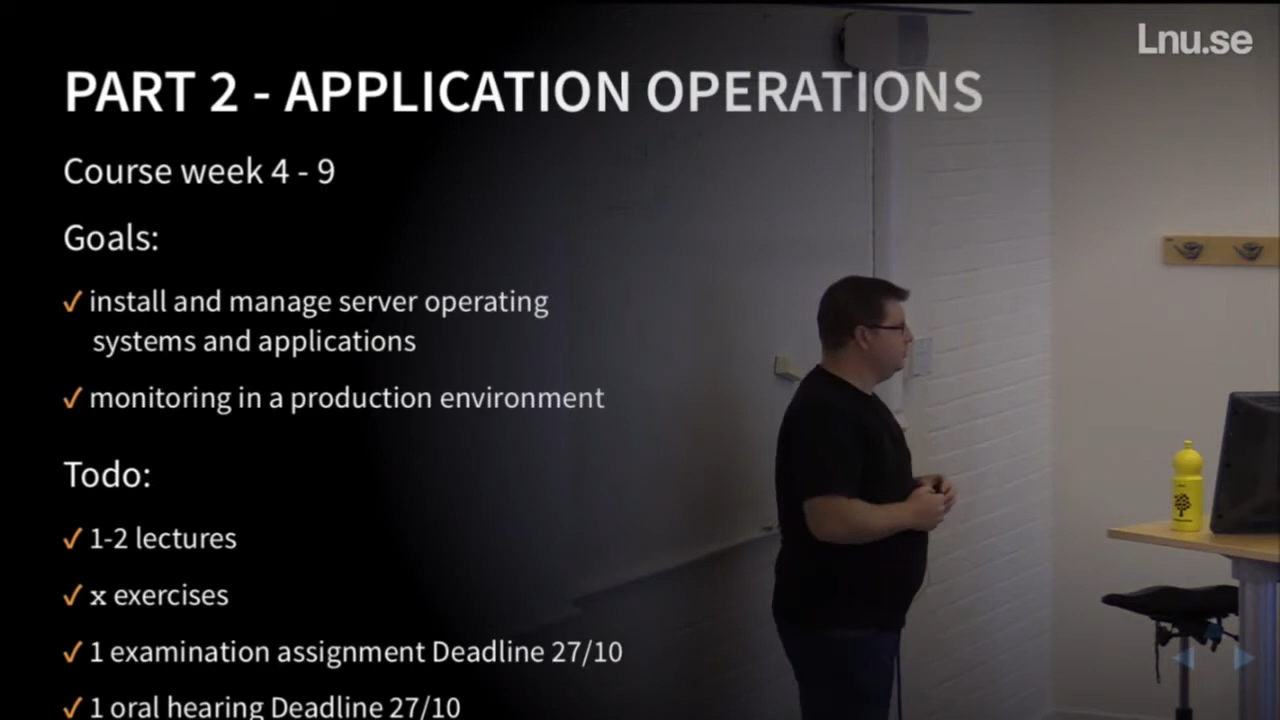 Lnu.se
PART 2 - APPLICATION OPERATIONS
Course week 4 - 9
Goals:
✓ install and manage server operating
systems and applications
✓ monitoring in a production environment
Todo:
✓ 1-2 lectures
✓ x exercises
✓ 1 examination assignment Deadline 27/10
✓ 1 oral hearing Deadline 27/10